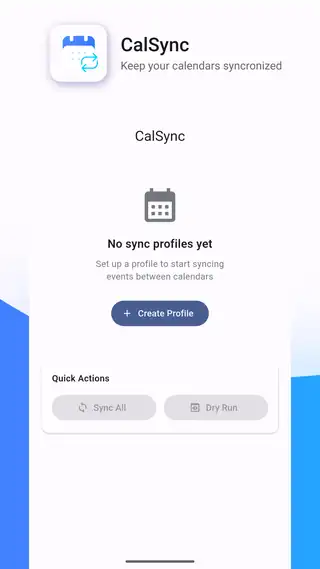 CalSync
Keep your calendars syncronized
CalSync
No sync profiles yet
Set up a profile to start syncing
events between calendars
+ Create Profile
Quick Actions
Sync All
Dry Run